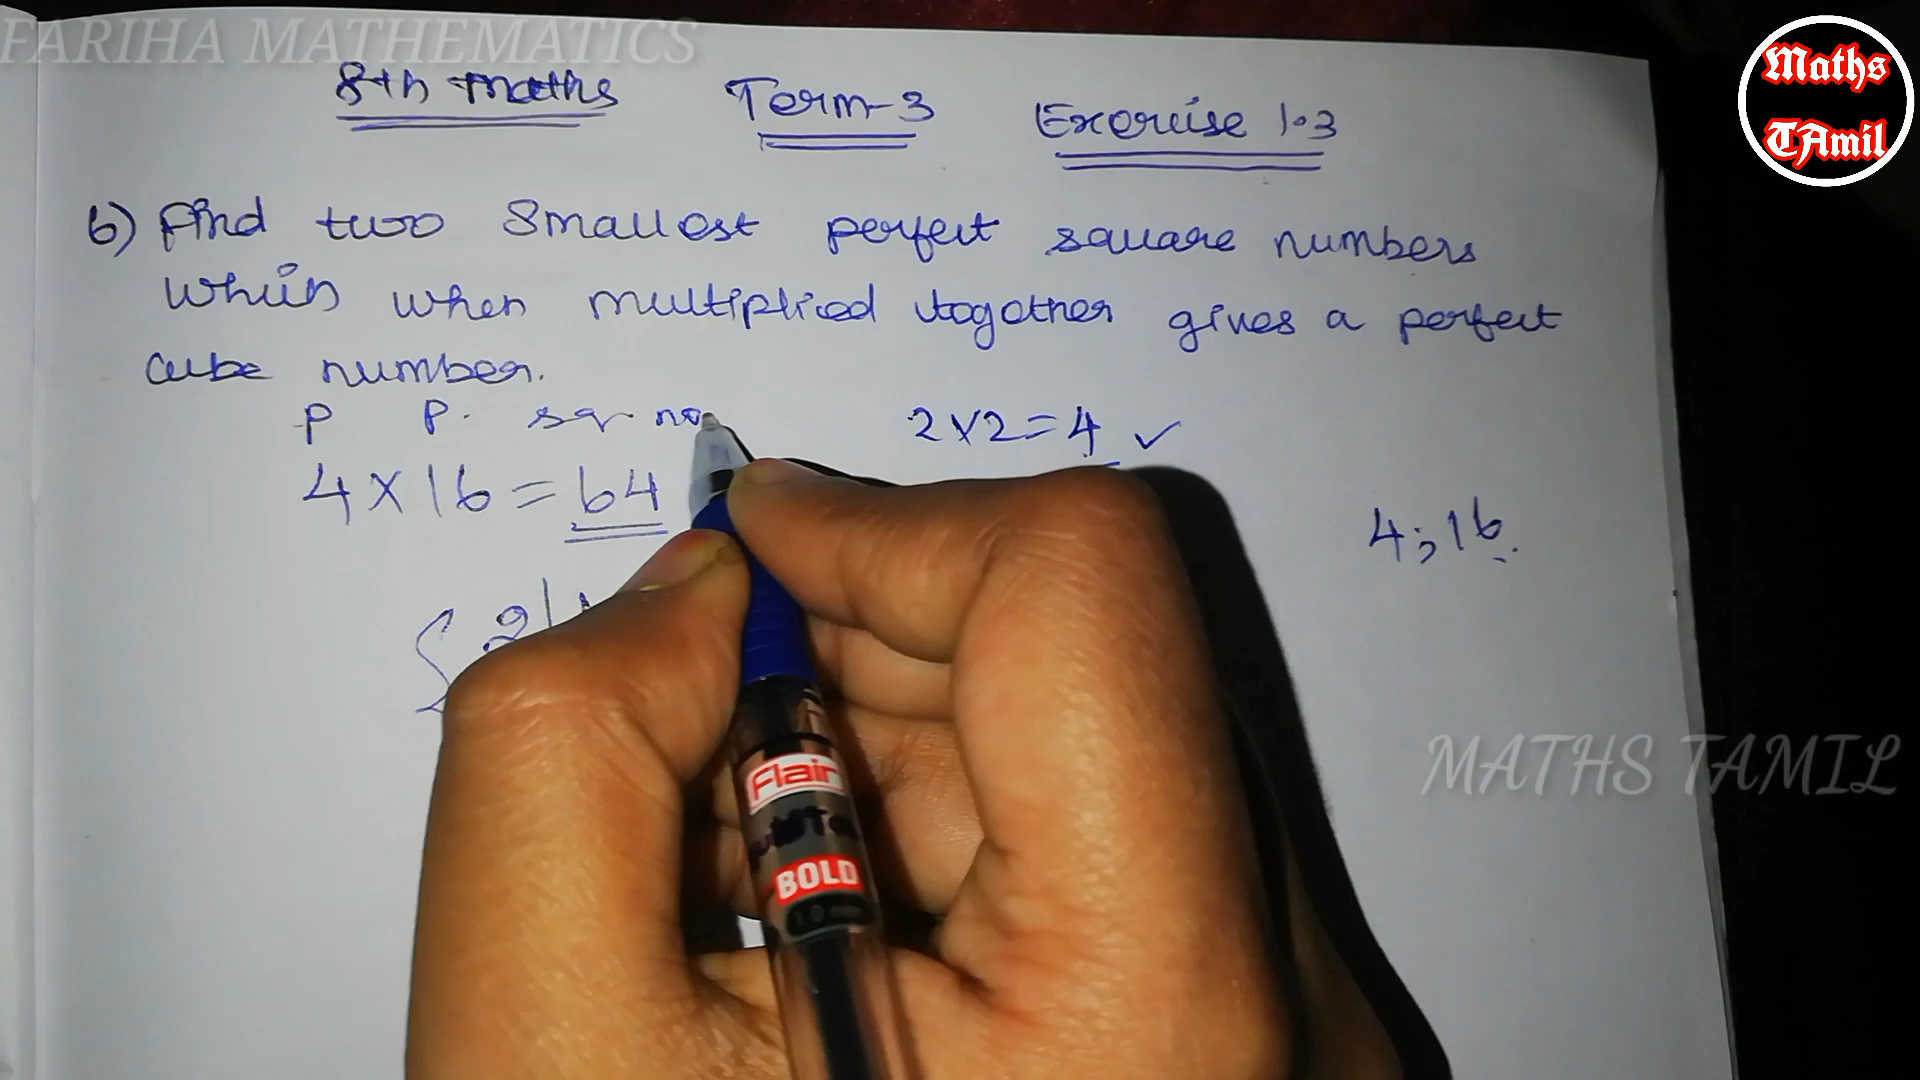 FARIHA MATHEMATICS
Maths
TAmil
8th maths Term-3 Exercise 1.3
6) Find two smallest perfect square numbers
which when multiplied together gives a perfect
cube number.
P P. sq. no
2×2=4 ✓
4×16=64
4;16.
2
Flair
BOLD
MATHS TAMIL